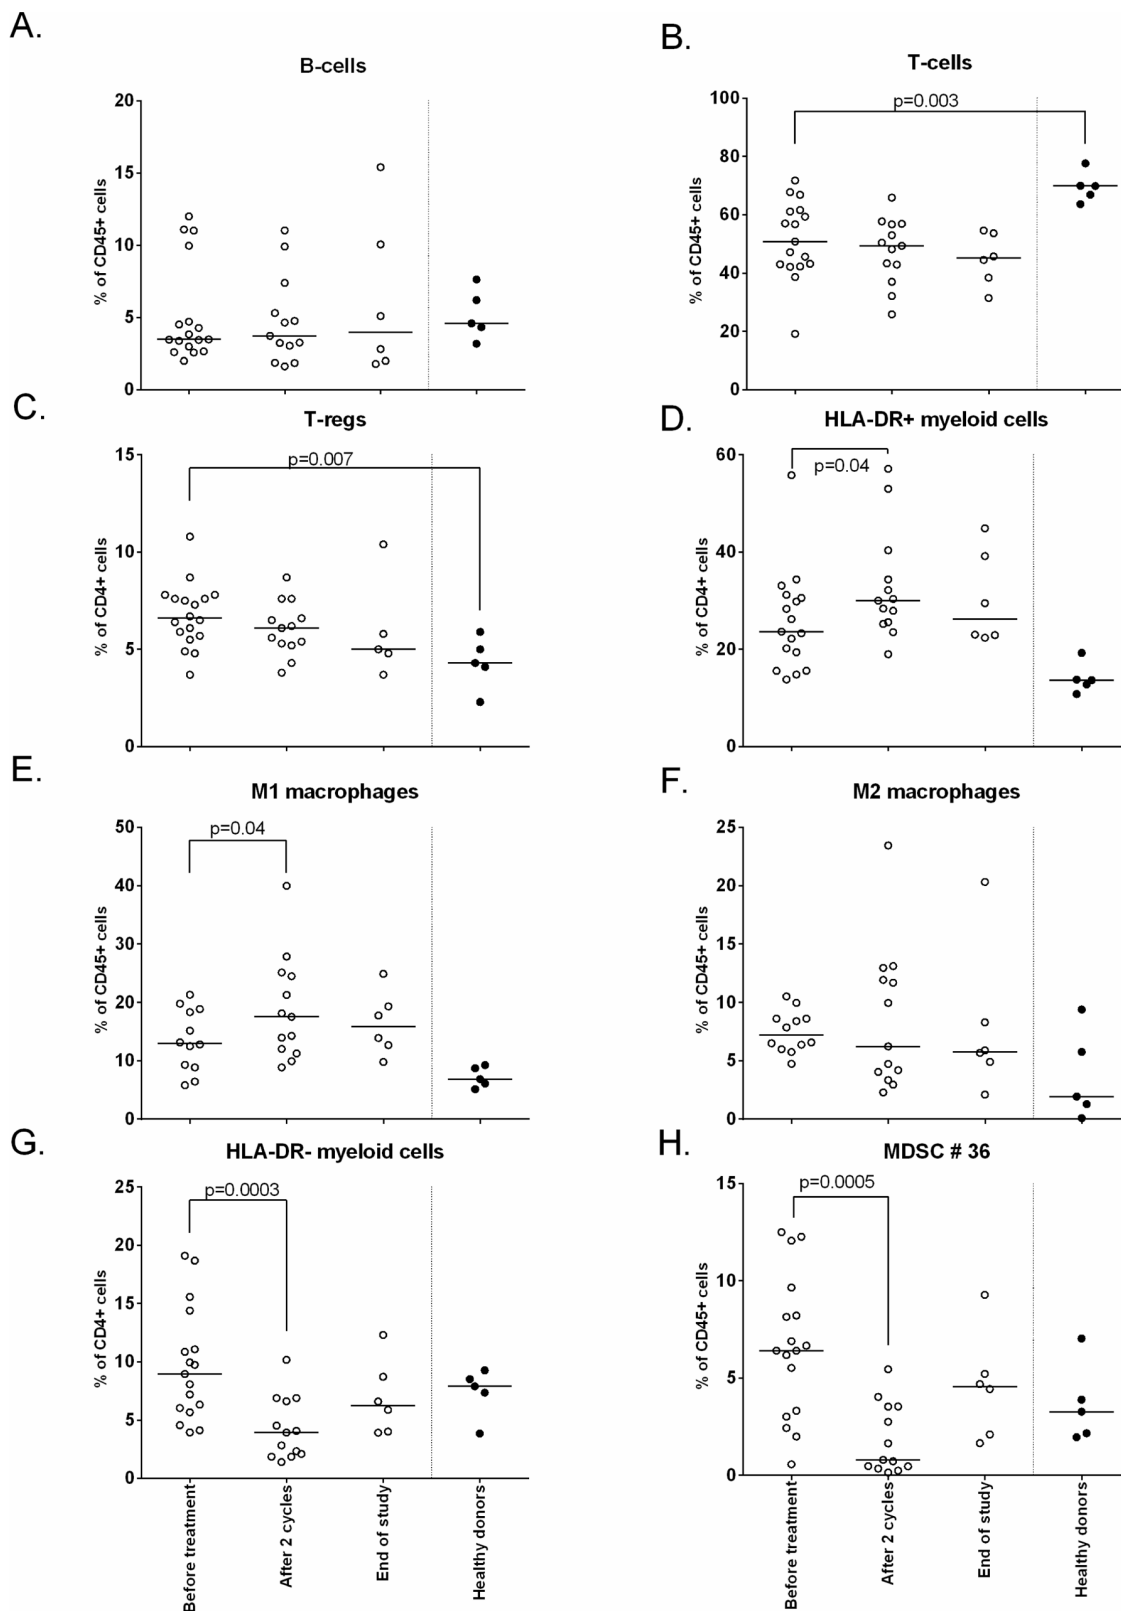 A.
B-cells
% of CD45+ cells
20
15
10
5
0
B.
T-cells
p=0.003
% of CD45+ cells
100
80
60
40
20
0
C.
T-regs
p=0.007
% of CD4+ cells
15
10
5
0
D.
HLA-DR+ myeloid cells
p=0.04
% of CD4+ cells
60
40
20
0
E.
M1 macrophages
p=0.04
% of CD45+ cells
50
40
30
20
10
0
F.
M2 macrophages
% of CD45+ cells
25
20
15
10
5
0
G.
HLA-DR- myeloid cells
p=0.0003
% of CD4+ cells
25
20
15
10
5
0
Before treatment
After 2 cycles
End of study
Healthy donors
H.
MDSC # 36
p=0.0005
% of CD45+ cells
15
10
5
0
Before treatment
After 2 cycles
End of study
Healthy donors